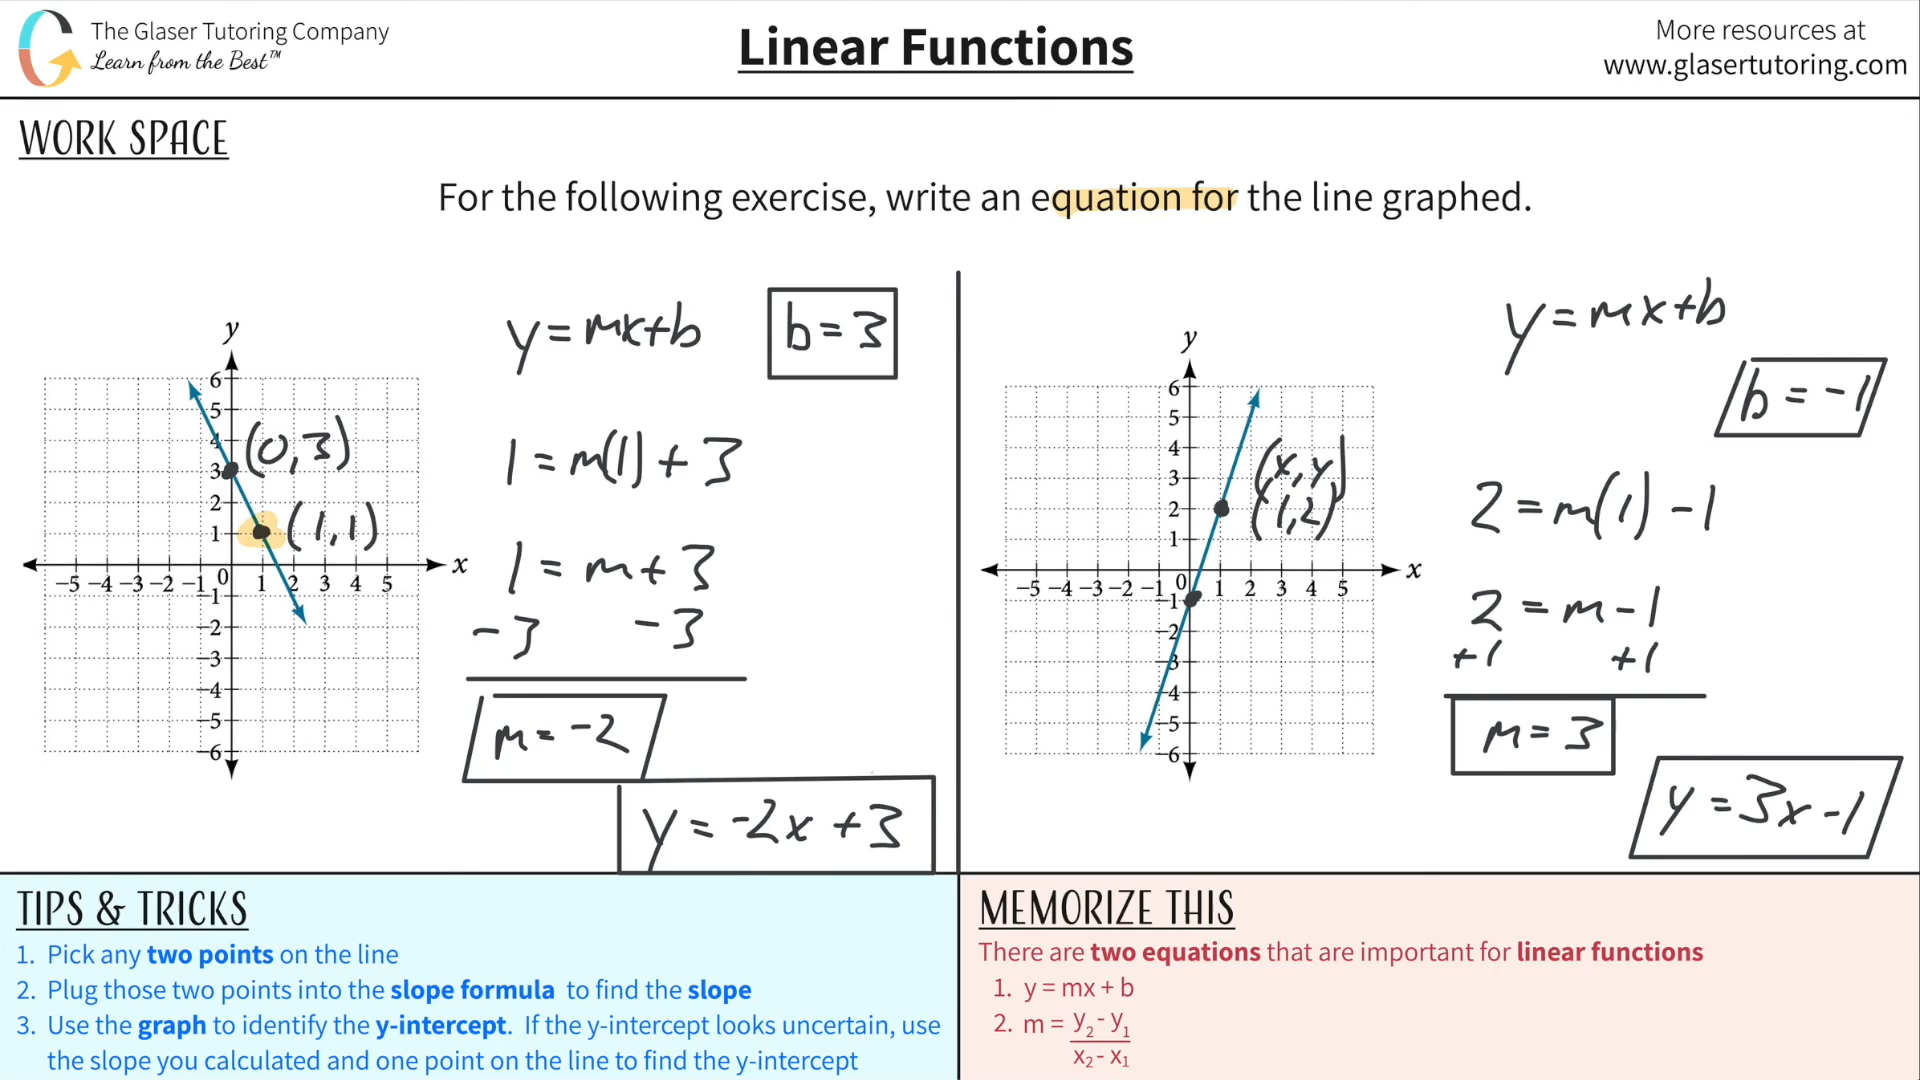 The Glaser Tutoring Company
Learn from the Best™
Linear Functions
More resources at
www.glasertutoring.com
WORK SPACE
For the following exercise, write an equation for the line graphed.
y
6
5
4
3
2
1
–5 –4 –3 –2 –1 0 1 2 3 4 5 x
–1
–2
–3
–4
–5
–6
(0,3)
(1,1)
y=mx+b
b=3
1=m(1)+3
1=m+3
-3 -3
m=-2
y=-2x+3
y
6
5
4
3
2
1
–5 –4 –3 –2 –1 0 1 2 3 4 5 x
–1
–2
–3
–4
–5
–6
(x,y)
(1,2)
y=mx+b
b=-1
2=m(1)-1
2=m-1
+1 +1
m=3
y=3x-1
TIPS & TRICKS
1. Pick any two points on the line
2. Plug those two points into the slope formula to find the slope
3. Use the graph to identify the y-intercept. If the y-intercept looks uncertain, use
the slope you calculated and one point on the line to find the y-intercept
MEMORIZE THIS
There are two equations that are important for linear functions
1. y = mx + b
2. m = y₂ - y₁
x₂ - x₁